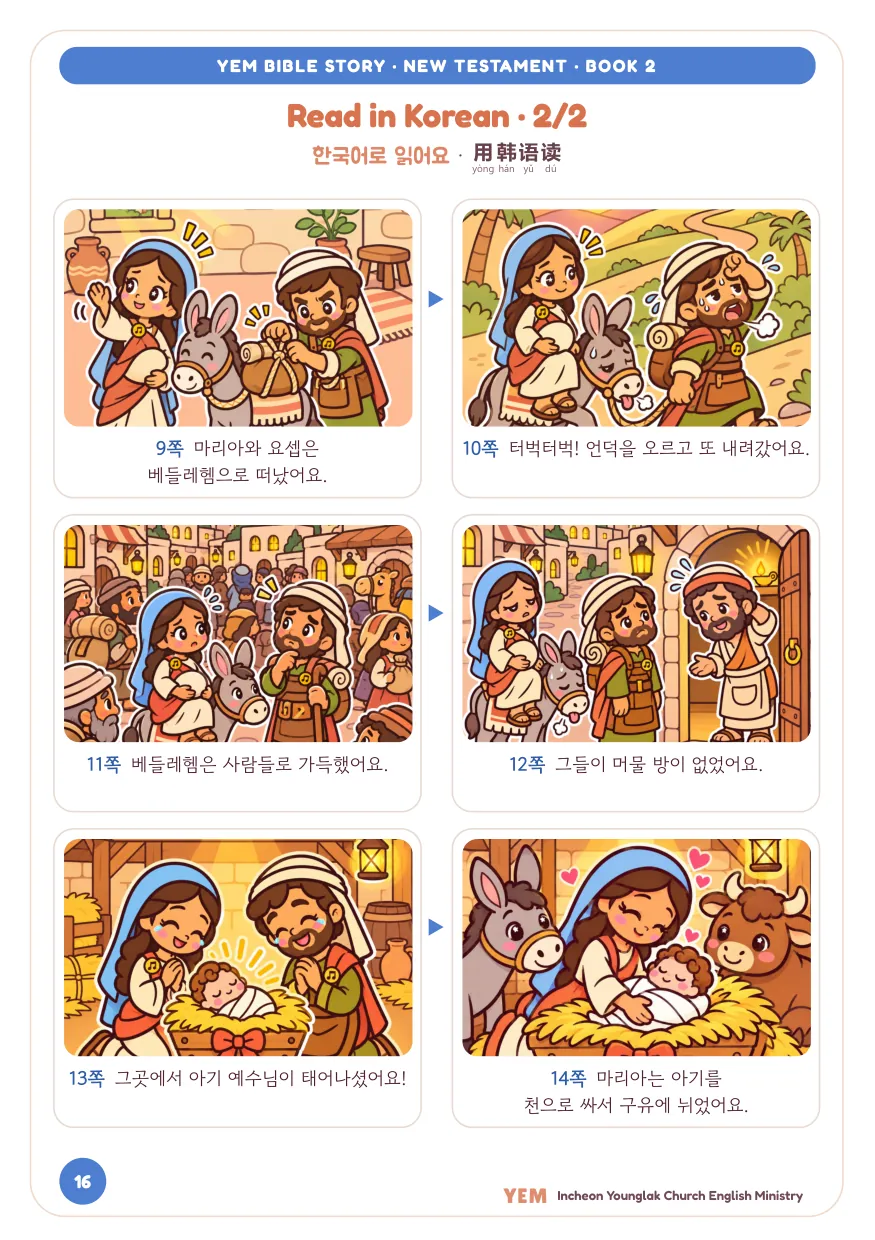 YEM BIBLE STORY · NEW TESTAMENT · BOOK 2
Read in Korean · 2/2
한국어로 읽어요 · 用韩语读
yòng hán yǔ dú
9쪽 마리아와 요셉은
베들레헴으로 떠났어요.
10쪽 터벅터벅! 언덕을 오르고 또 내려갔어요.
11쪽 베들레헴은 사람들로 가득했어요.
12쪽 그들이 머물 방이 없었어요.
13쪽 그곳에서 아기 예수님이 태어나셨어요!
14쪽 마리아는 아기를
천으로 싸서 구유에 뉘었어요.
16
YEM Incheon Younglak Church English Ministry